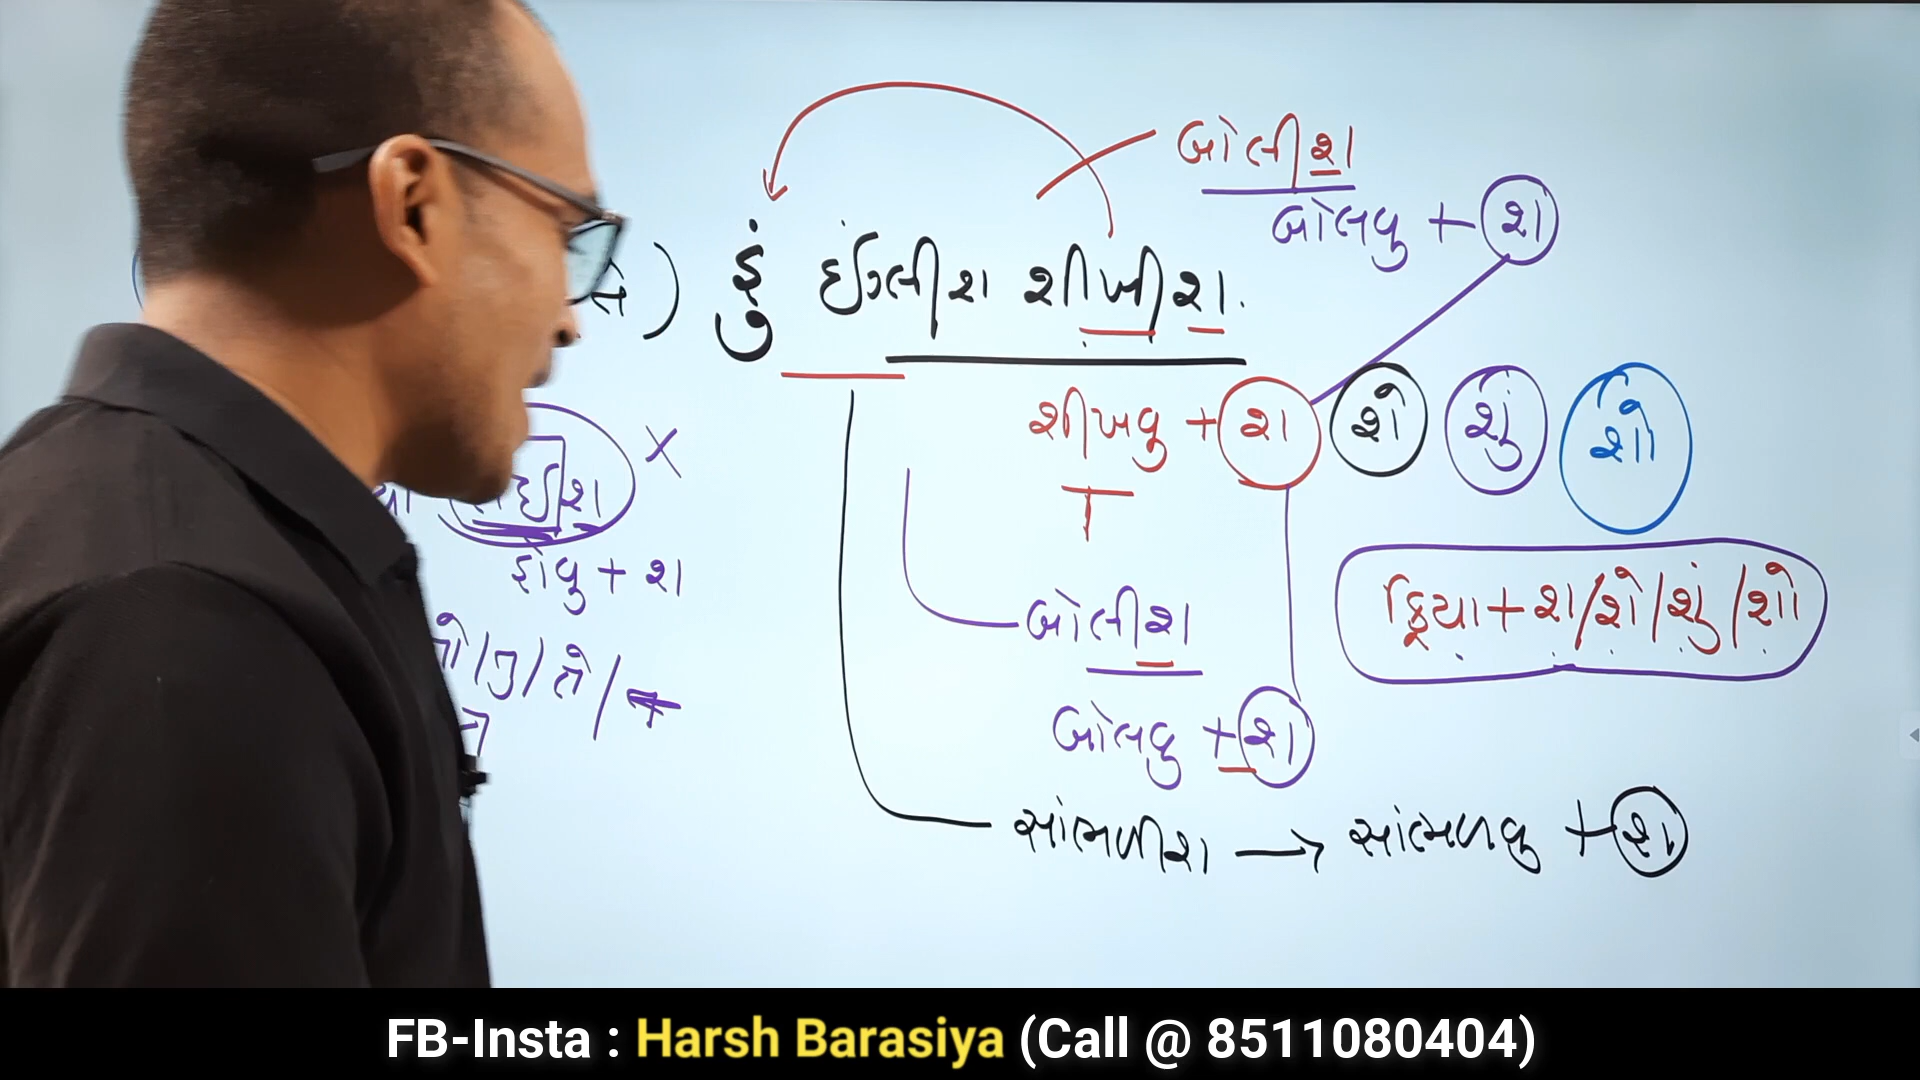 બોલીશ
બોલવુ + શ
હું ઈંગ્લીશ શીખીશ.
શીખવુ + શ શે શું શો
x
હોવુ + શ
બોલીશ
ક્રિયા + શ/શે/શું/શો
બોલવુ + શ
સાંભળીશ → સાંભળવુ + શ
FB-Insta : Harsh Barasiya (Call @ 8511080404)